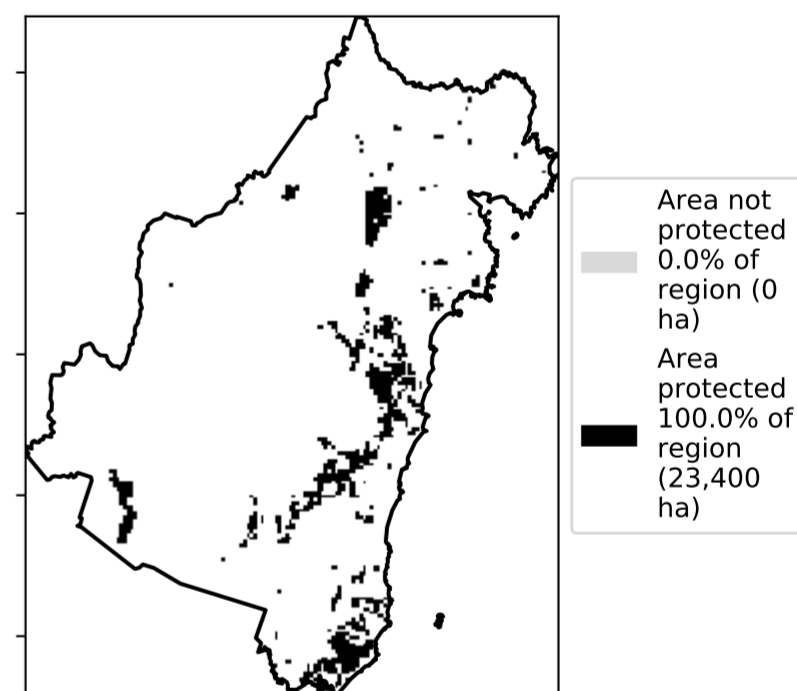 Area not
protected
0.0% of
region (0
ha)
Area
protected
100.0% of
region
(23,400
ha)